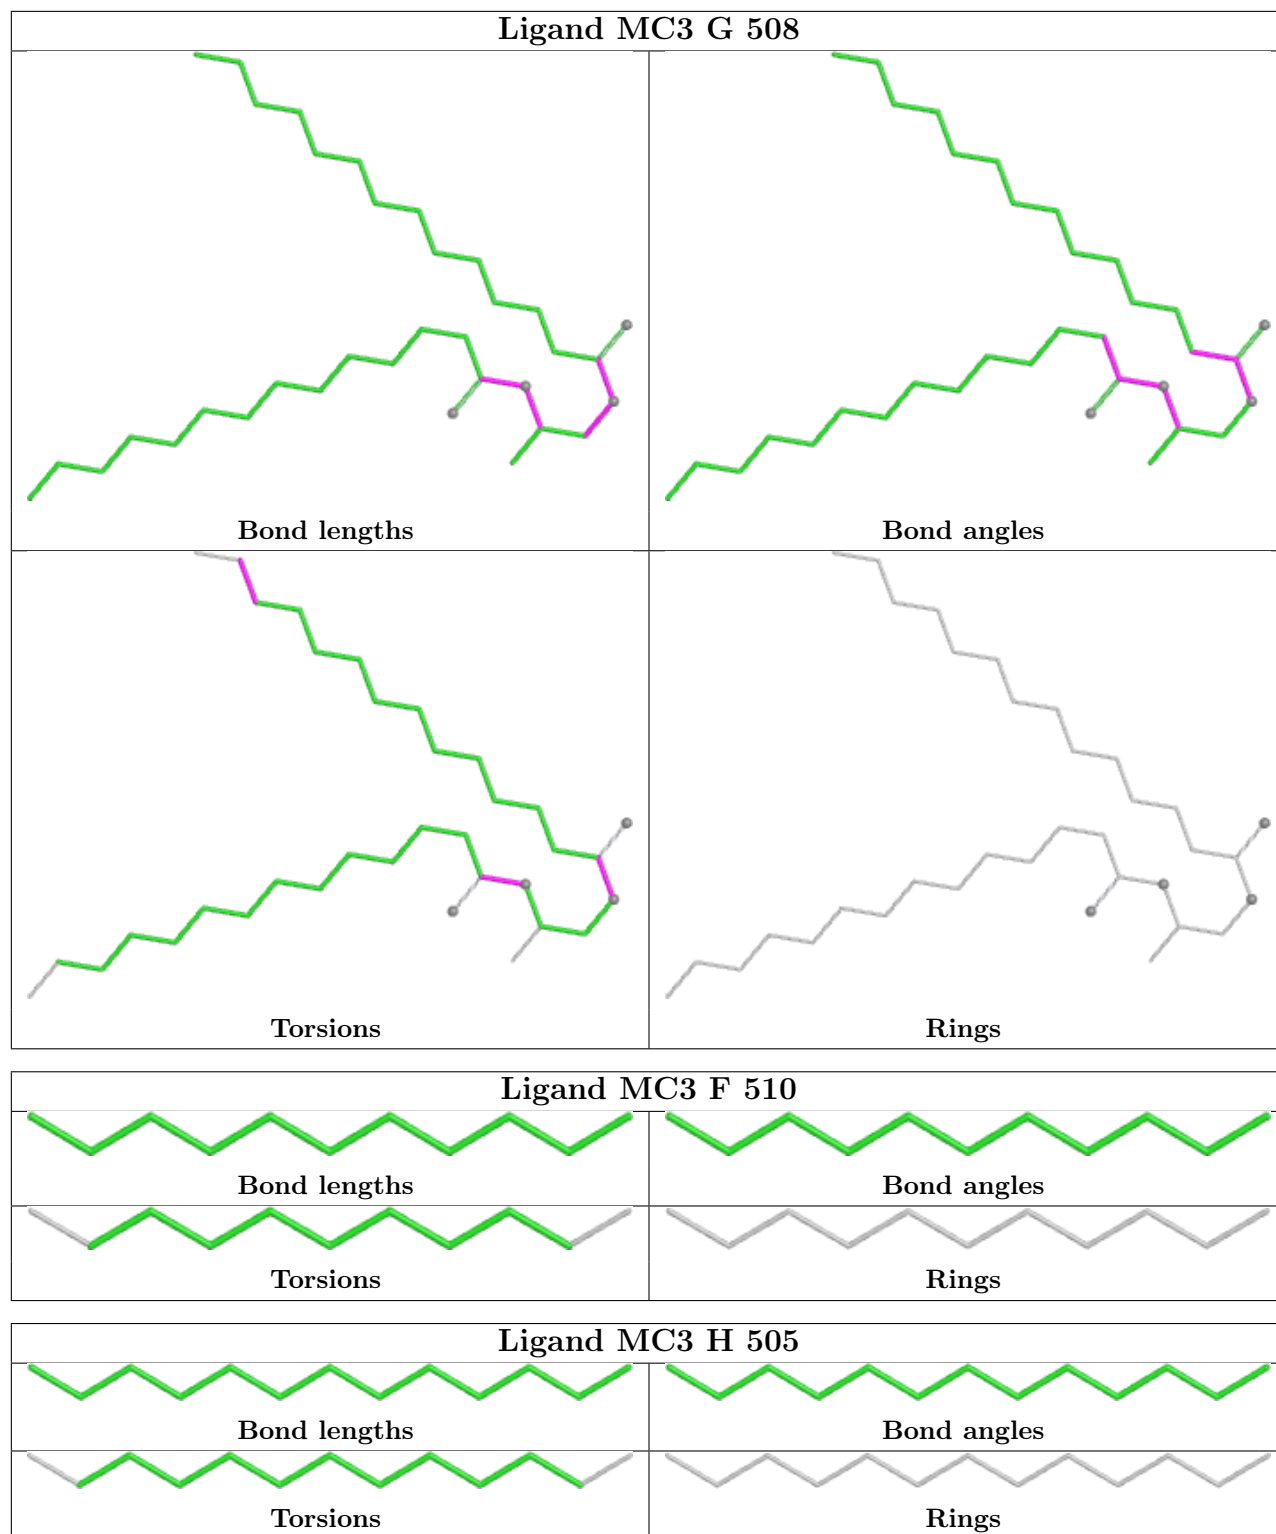 Ligand MC3 G 508
Bond lengths Bond angles
Torsions Rings
Ligand MC3 F 510
Bond lengths Bond angles
Torsions Rings
Ligand MC3 H 505
Bond lengths Bond angles
Torsions Rings